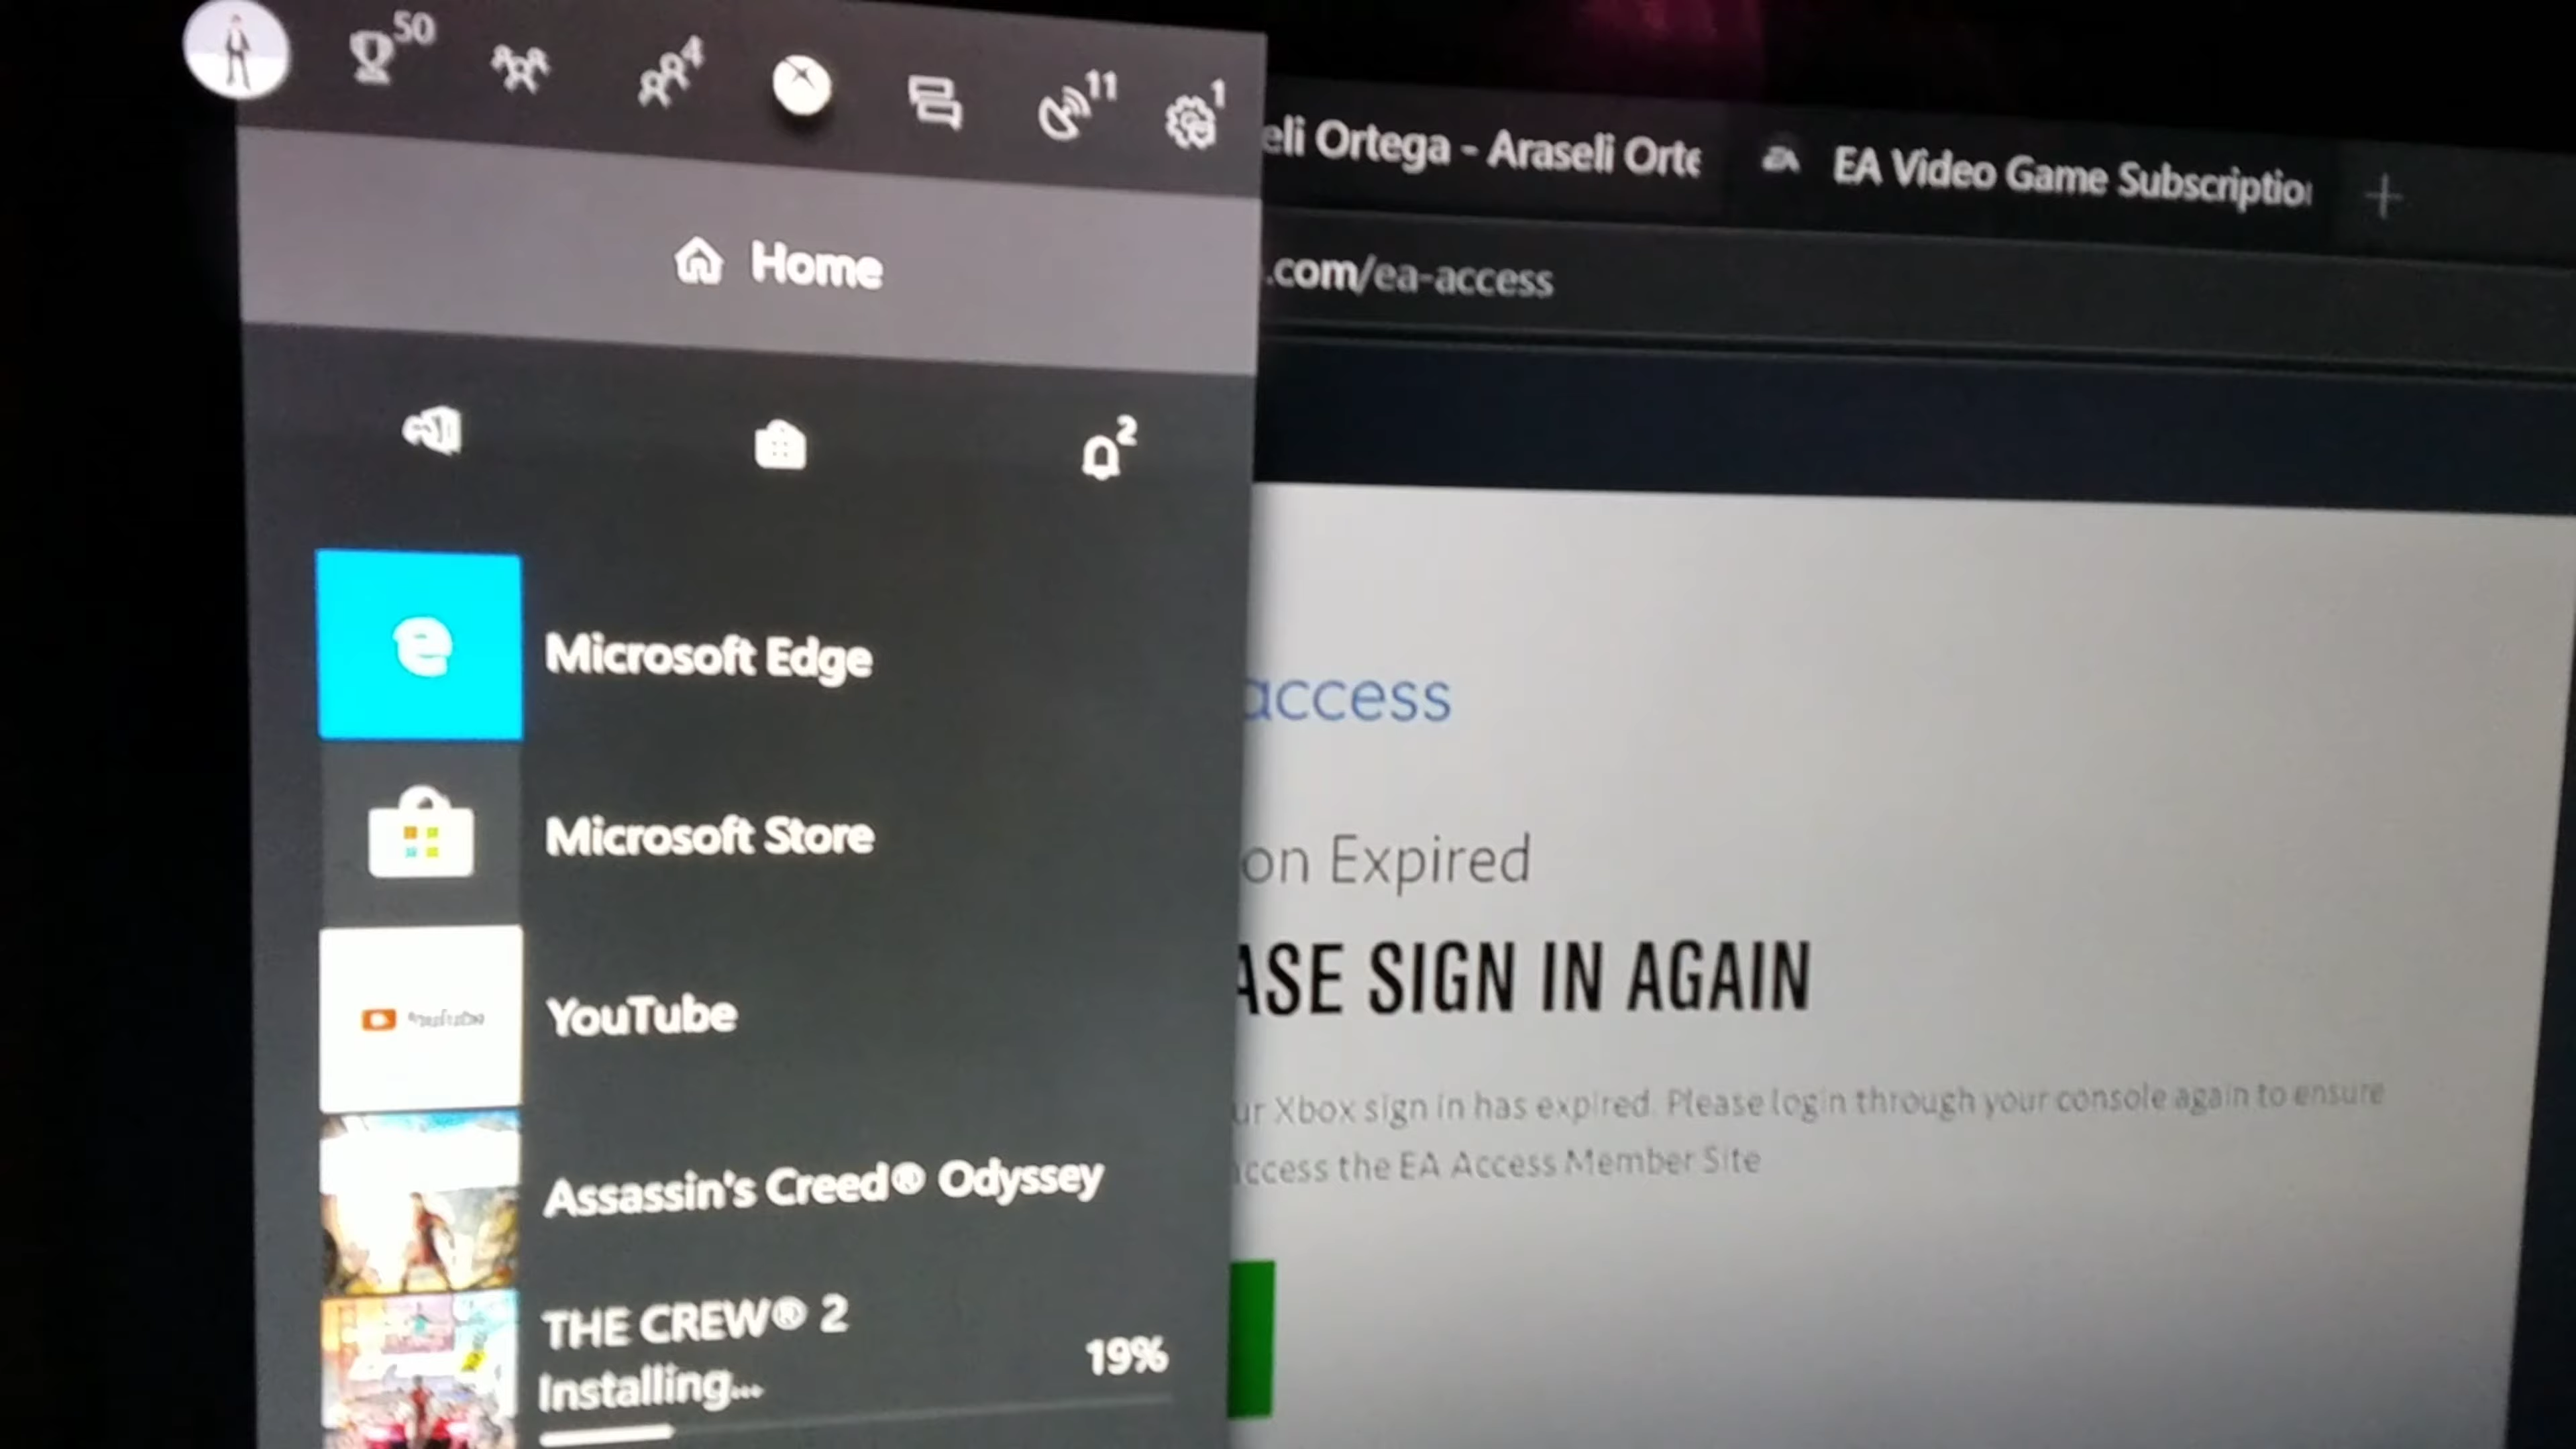 50
4
11
1
eli Ortega - Araseli Orte
EA Video Game Subscription
Home
.com/ea-access
2
Microsoft Edge
access
Microsoft Store
on Expired
YouTube
ASE SIGN IN AGAIN
ur Xbox sign in has expired. Please login through your console again to ensure
ccess the EA Access Member Site
Assassin's Creed® Odyssey
THE CREW® 2
Installing...
19%